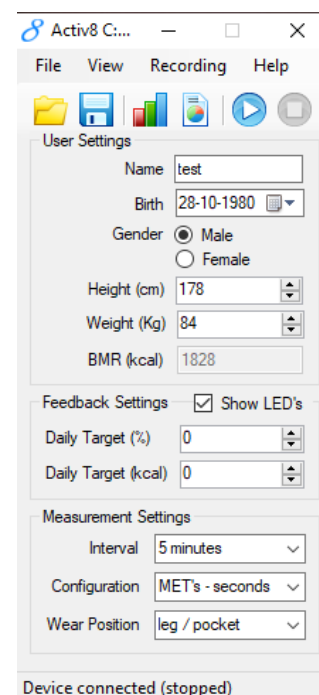 Activ8 C:...
File View Recording Help
User Settings
Name test
Birth 28-10-1980
Gender Male
Female
Height (cm) 178
Weight (Kg) 84
BMR (kcal) 1828
Feedback Settings Show LED's
Daily Target (%) 0
Daily Target (kcal) 0
Measurement Settings
Interval 5 minutes
Configuration MET's - seconds
Wear Position leg / pocket
Device connected (stopped)